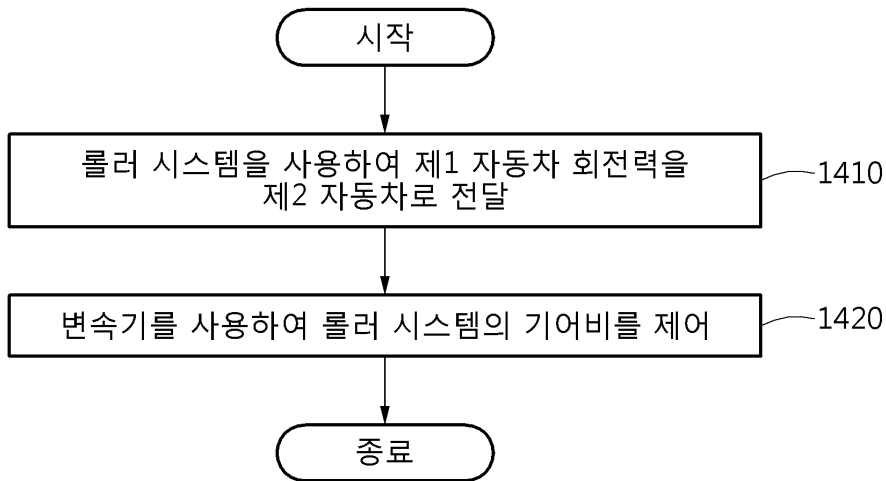 시작
롤러 시스템을 사용하여 제1 자동차 회전력을
제2 자동차로 전달
1410
변속기를 사용하여 롤러 시스템의 기어비를 제어
1420
종료